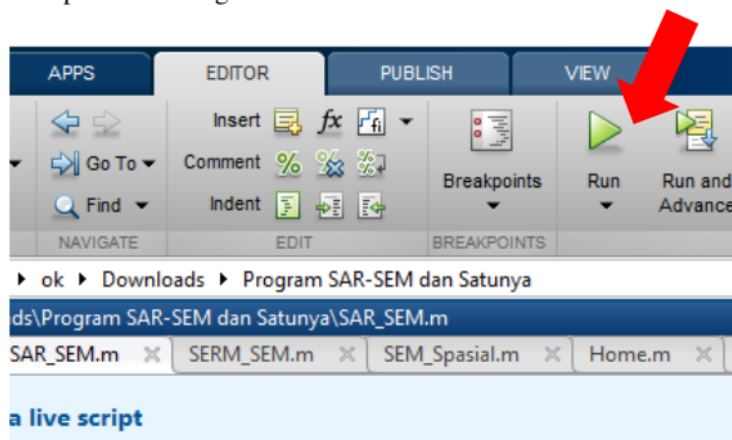 APPS EDITOR PUBLISH VIEW
Insert fx fi
Go To Comment
Breakpoints Run Run and
Find Indent Advance
NAVIGATE EDIT BREAKPOINTS
ok Downloads Program SAR-SEM dan Satunya
ds\Program SAR-SEM dan Satunya\SAR_SEM.m
SAR_SEM.m SERM_SEM.m SEM_Spasial.m Home.m
a live script